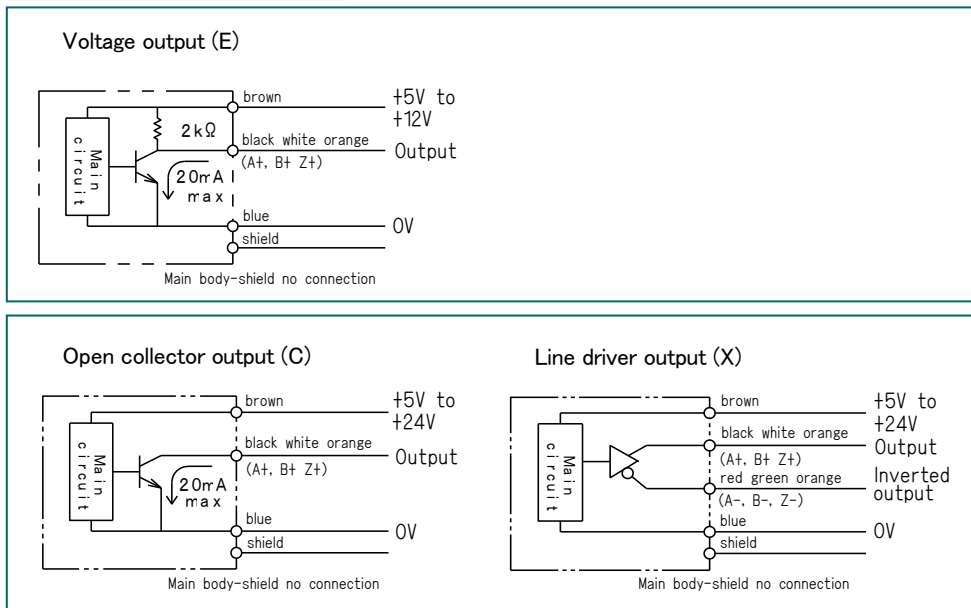 Voltage output (E)
brown
+5V to
+12V
2kΩ
black white orange
Output
(A+, B+ Z+)
Main
circuit
20mA
max
blue
0V
shield
Main body-shield no connection
Open collector output (C)
brown
+5V to
+24V
black white orange
Output
(A+, B+ Z+)
Main
circuit
20mA
max
blue
0V
shield
Main body-shield no connection
Line driver output (X)
brown
+5V to
+24V
black white orange
Output
(A+, B+ Z+)
red green orange
Inverted
output
(A-, B-, Z-)
Main
circuit
blue
0V
shield
Main body-shield no connection